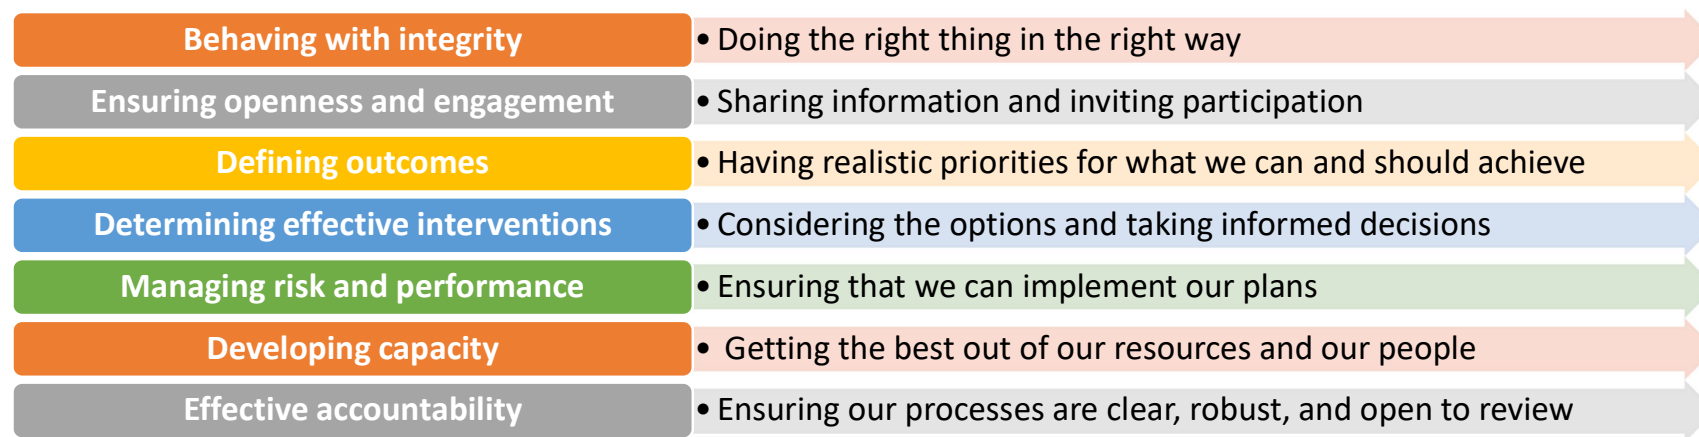 Behaving with integrity • Doing the right thing in the right way
Ensuring openness and engagement • Sharing information and inviting participation
Defining outcomes • Having realistic priorities for what we can and should achieve
Determining effective interventions • Considering the options and taking informed decisions
Managing risk and performance • Ensuring that we can implement our plans
Developing capacity • Getting the best out of our resources and our people
Effective accountability • Ensuring our processes are clear, robust, and open to review